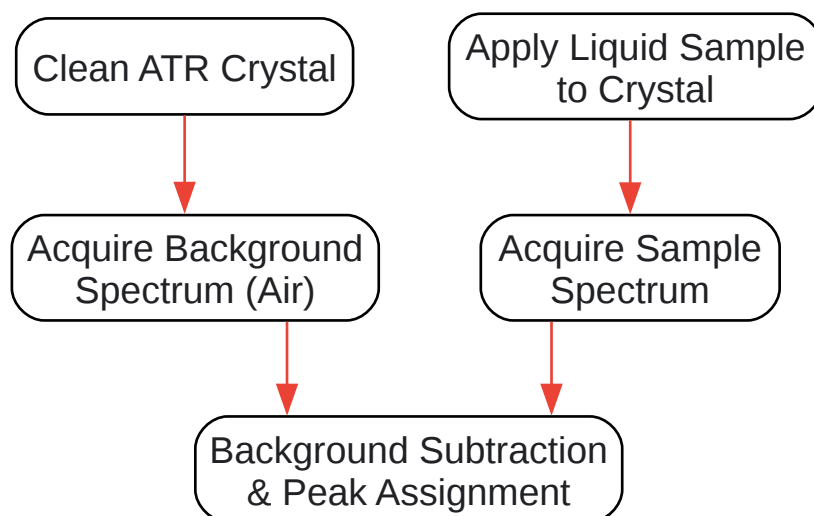 Clean ATR Crystal
Apply Liquid Sample
to Crystal
Acquire Background
Spectrum (Air)
Acquire Sample
Spectrum
Background Subtraction
& Peak Assignment